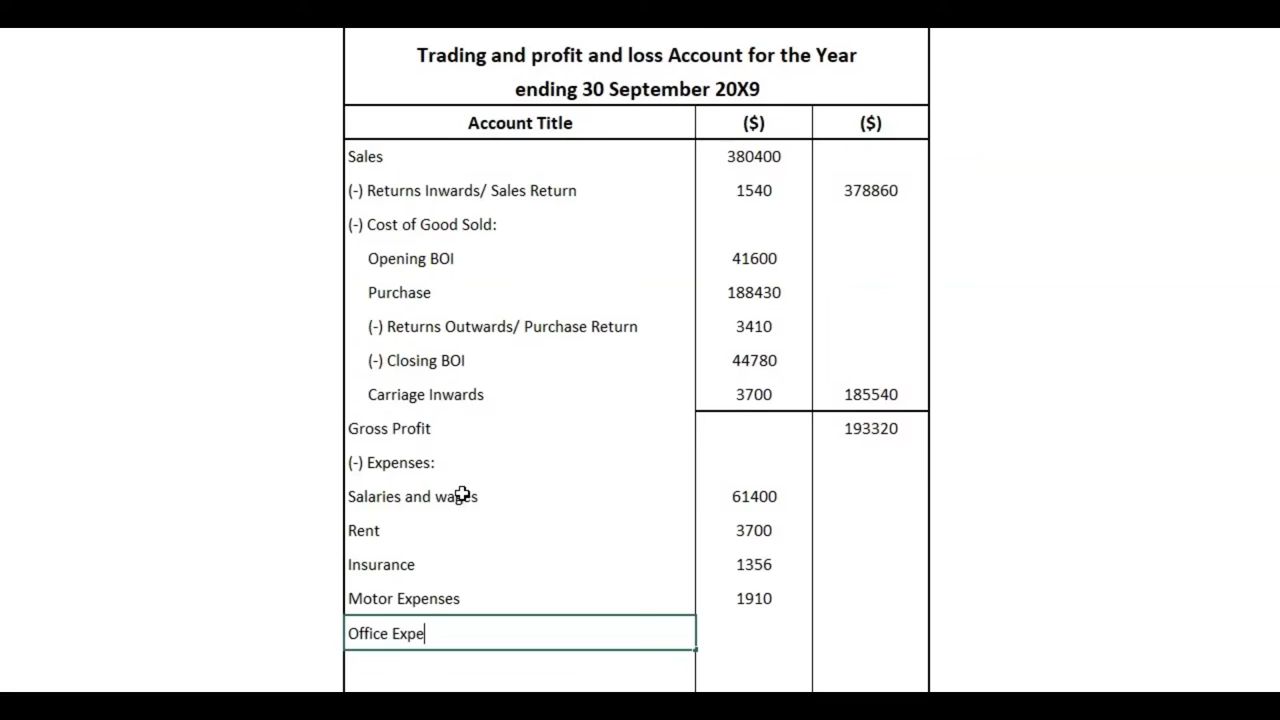 Trading and profit and loss Account for the Year
ending 30 September 20X9
Account Title ($) ($)
Sales 380400
(-) Returns Inwards/ Sales Return 1540 378860
(-) Cost of Good Sold:
Opening BOI 41600
Purchase 188430
(-) Returns Outwards/ Purchase Return 3410
(-) Closing BOI 44780
Carriage Inwards 3700 185540
Gross Profit 193320
(-) Expenses:
Salaries and wages 61400
Rent 3700
Insurance 1356
Motor Expenses 1910
Office Expe